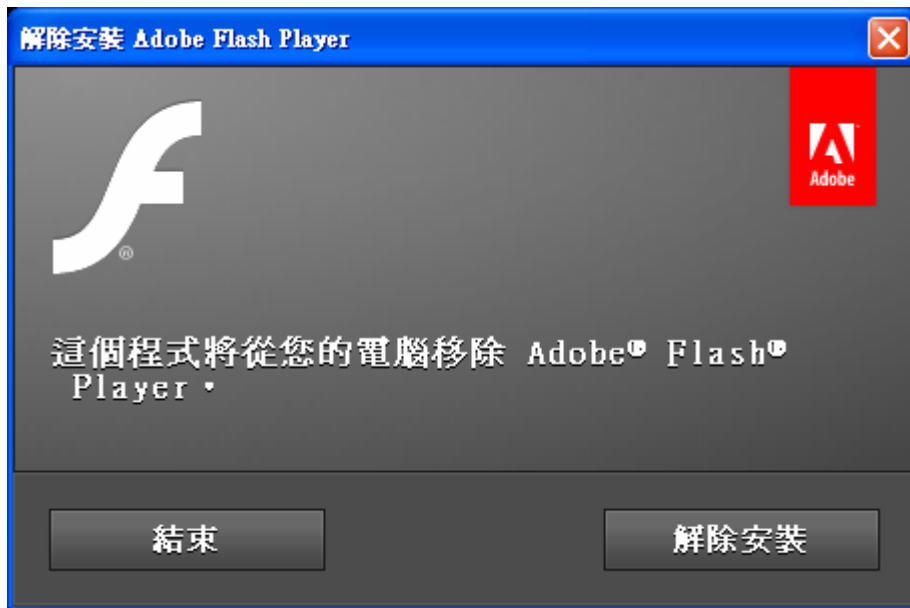 解除安裝 Adobe Flash Player
Adobe
這個程式將從您的電腦移除 Adobe® Flash®
Player。
結束
解除安裝